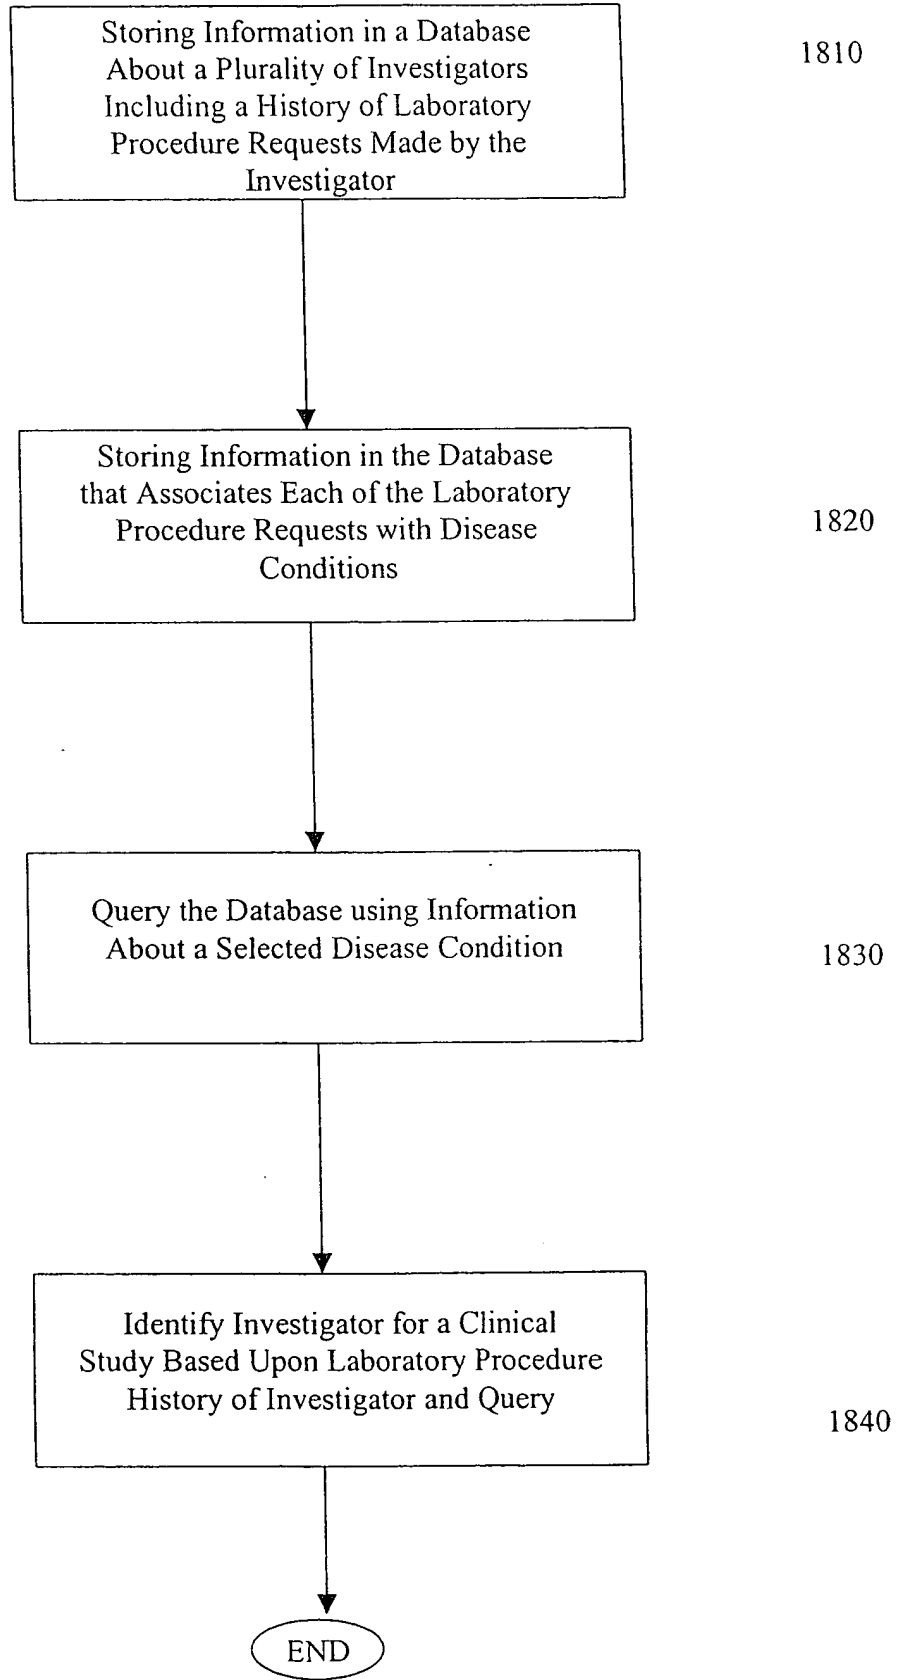 Storing Information in a Database
About a Plurality of Investigators
Including a History of Laboratory
Procedure Requests Made by the
Investigator
1810
Storing Information in the Database
that Associates Each of the Laboratory
Procedure Requests with Disease
Conditions
1820
Query the Database using Information
About a Selected Disease Condition
1830
Identify Investigator for a Clinical
Study Based Upon Laboratory Procedure
History of Investigator and Query
1840
END